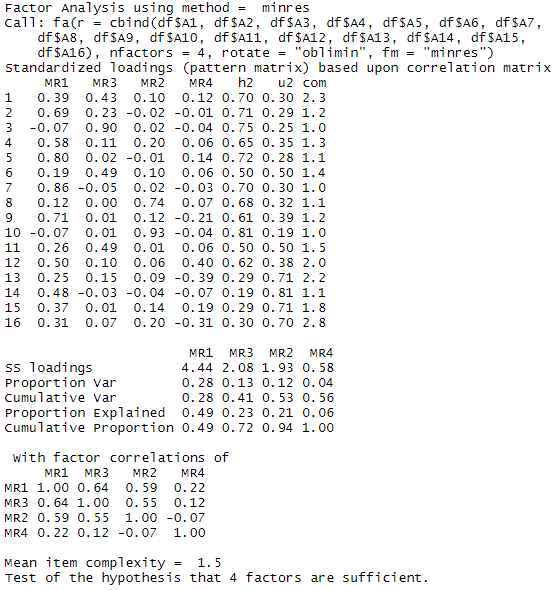 Factor Analysis using method =  minres
Call: fa(r = cbind(df$A1, df$A2, df$A3, df$A4, df$A5, df$A6, df$A7,
    df$A8, df$A9, df$A10, df$A11, df$A12, df$A13, df$A14, df$A15,
    df$A16), nfactors = 4, rotate = "oblimin", fm = "minres")
Standardized loadings (pattern matrix) based upon correlation matrix
     MR1   MR3   MR2   MR4   h2   u2 com
1   0.39  0.43  0.10  0.12 0.70 0.30 2.3
2   0.69  0.23 -0.02 -0.01 0.71 0.29 1.2
3  -0.07  0.90  0.02 -0.04 0.75 0.25 1.0
4   0.58  0.11  0.20  0.06 0.65 0.35 1.3
5   0.80  0.02 -0.01  0.14 0.72 0.28 1.1
6   0.19  0.49  0.10  0.06 0.50 0.50 1.4
7   0.86 -0.05  0.02 -0.03 0.70 0.30 1.0
8   0.12  0.00  0.74  0.07 0.68 0.32 1.1
9   0.71  0.01  0.12 -0.21 0.61 0.39 1.2
10 -0.07  0.01  0.93 -0.04 0.81 0.19 1.0
11  0.26  0.49  0.01  0.06 0.50 0.50 1.5
12  0.50  0.10  0.06  0.40 0.62 0.38 2.0
13  0.25  0.15  0.09 -0.39 0.29 0.71 2.2
14  0.48 -0.03 -0.04 -0.07 0.19 0.81 1.1
15  0.37  0.01  0.14  0.19 0.29 0.71 1.8
16  0.31  0.07  0.20 -0.31 0.30 0.70 2.8
                       MR1  MR3  MR2  MR4
SS loadings           4.44 2.08 1.93 0.58
Proportion Var        0.28 0.13 0.12 0.04
Cumulative Var        0.28 0.41 0.53 0.56
Proportion Explained  0.49 0.23 0.21 0.06
Cumulative Proportion 0.49 0.72 0.94 1.00
 With factor correlations of
     MR1  MR3   MR2   MR4
MR1 1.00 0.64  0.59  0.22
MR3 0.64 1.00  0.55  0.12
MR2 0.59 0.55  1.00 -0.07
MR4 0.22 0.12 -0.07  1.00
Mean item complexity =  1.5
Test of the hypothesis that 4 factors are sufficient.